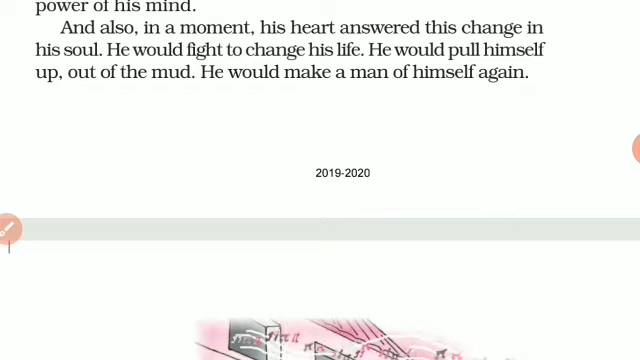 power of his mind.
And also, in a moment, his heart answered this change in
his soul. He would fight to change his life. He would pull himself
up, out of the mud. He would make a man of himself again.
2019-2020